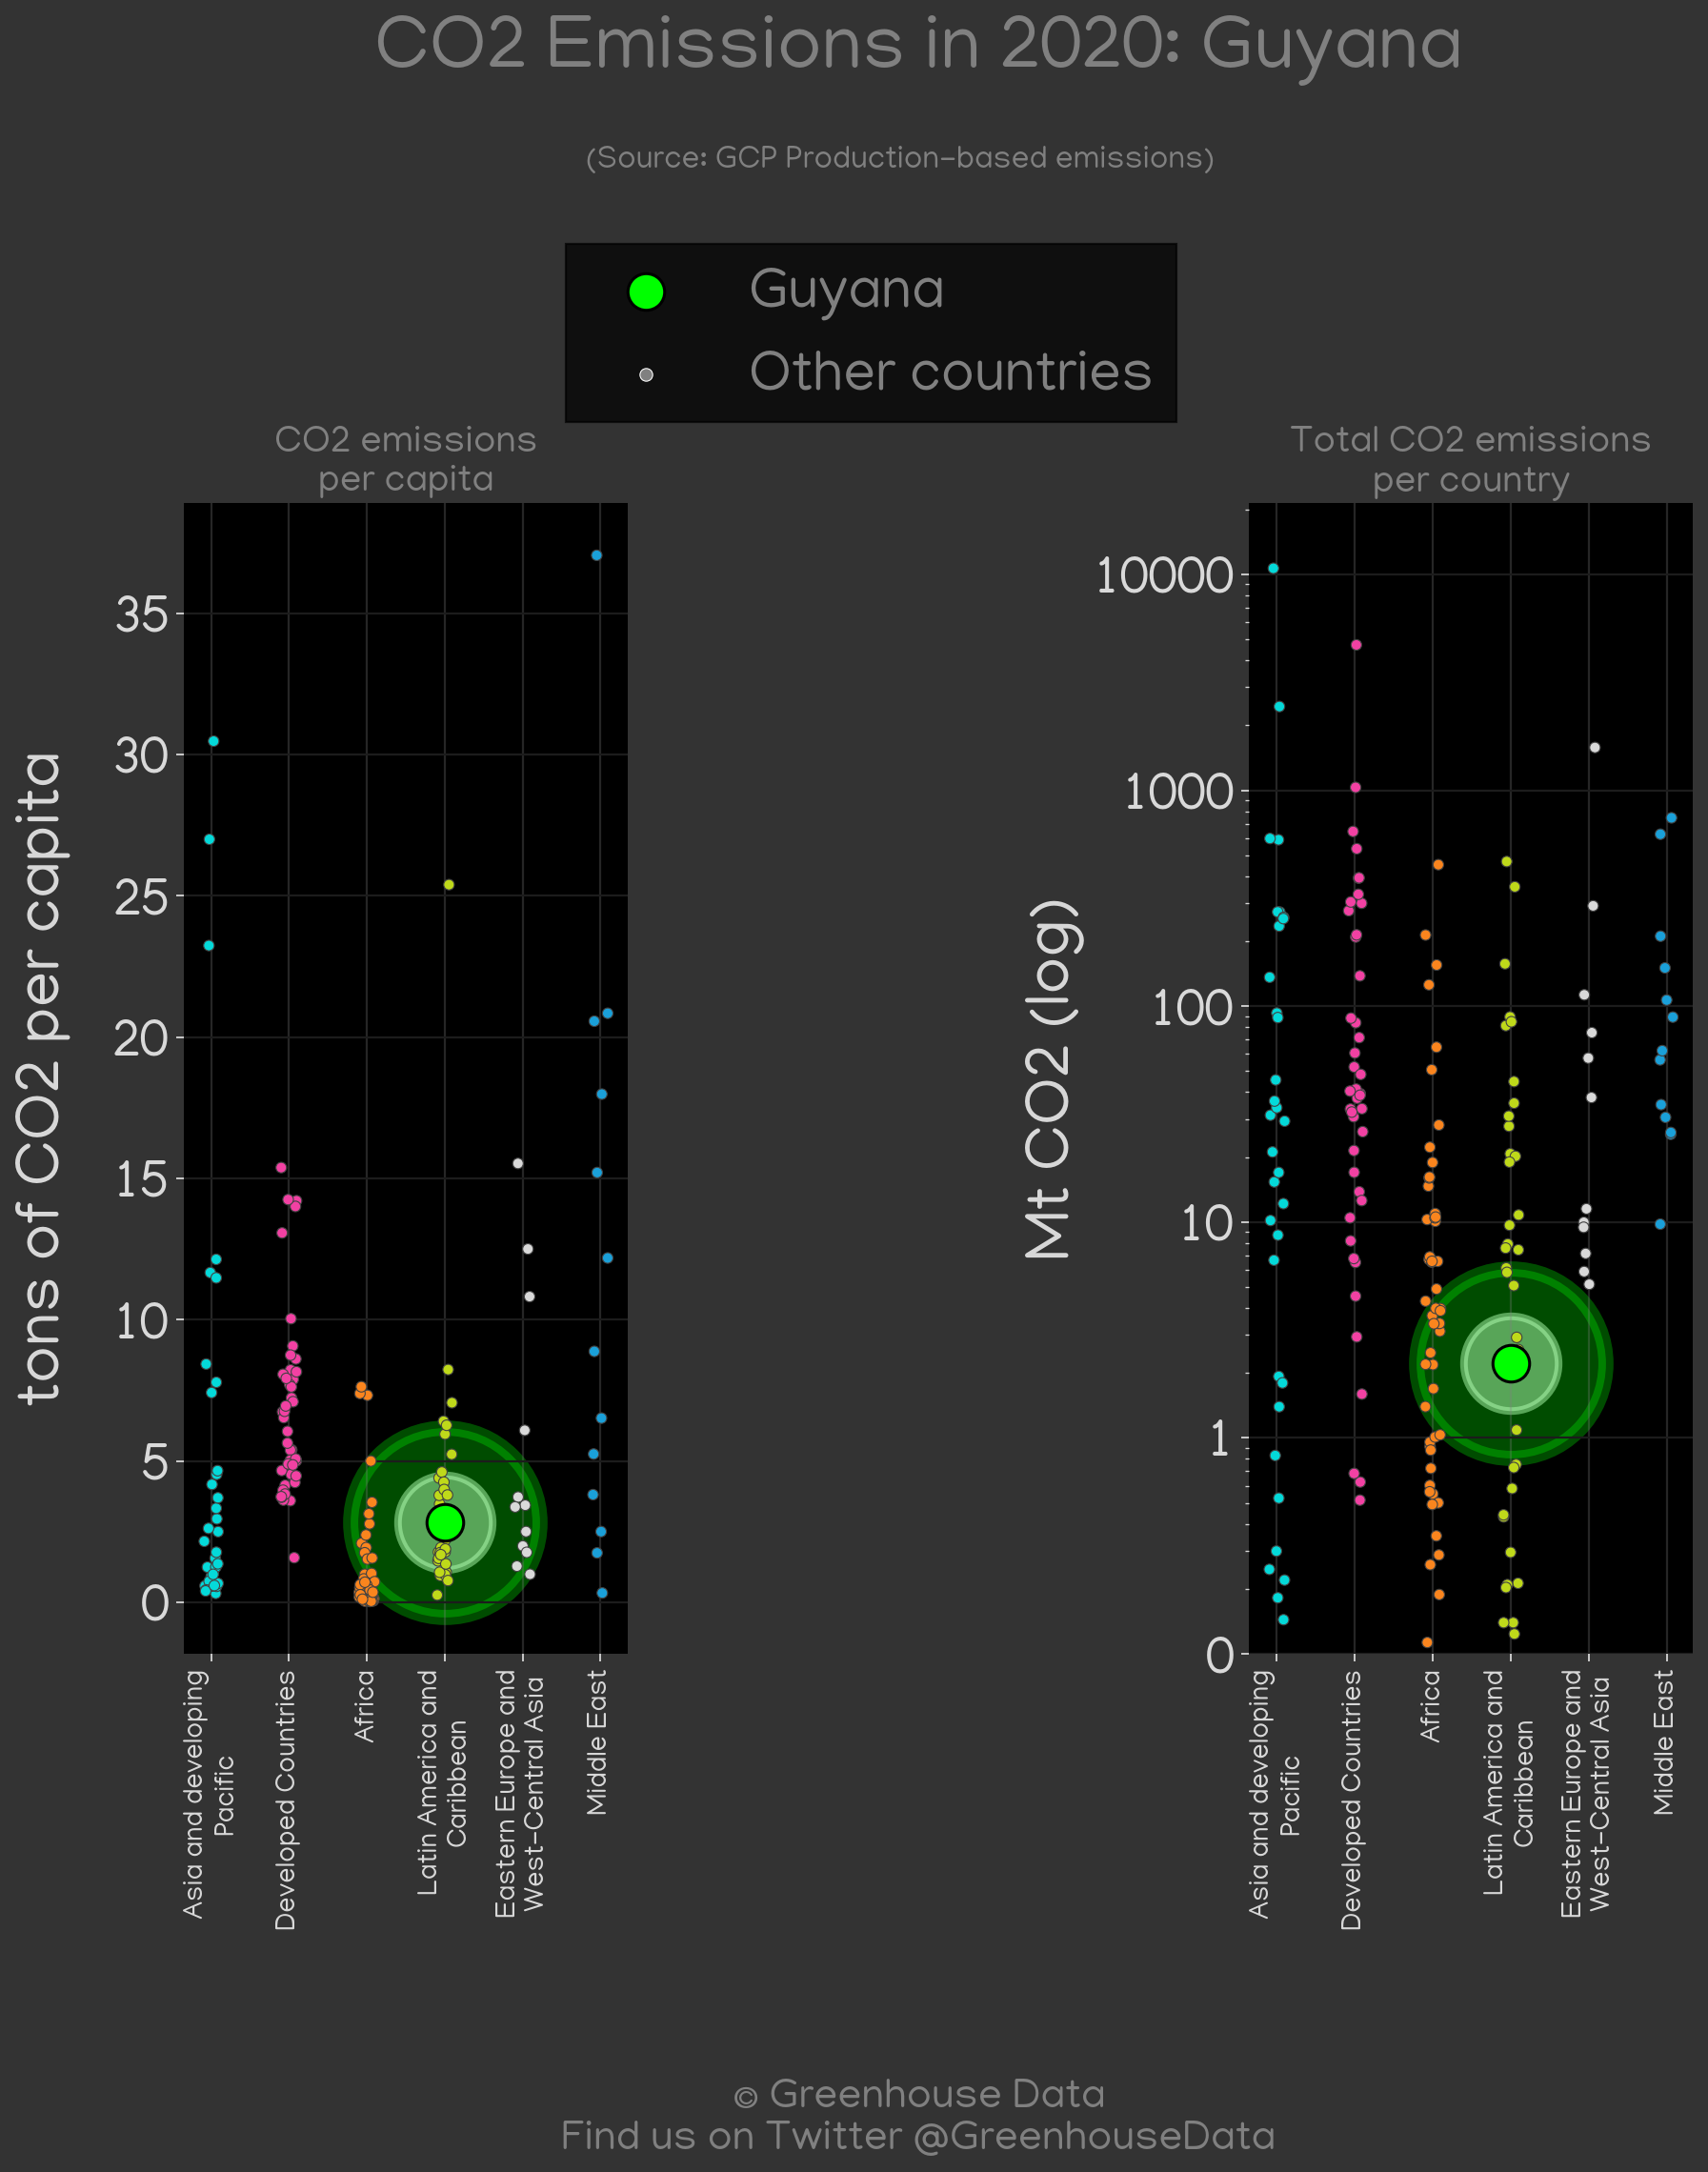 CO2 Emissions in 2020: Guyana
(Source: GCP Production-based emissions)
Guyana
Other countries
CO2 emissions
per capita
tons of CO2 per capita
35
30
25
20
15
10
5
0
Asia and developing
Pacific
Developed Countries
Africa
Latin America and
Caribbean
Eastern Europe and
West-Central Asia
Middle East
Total CO2 emissions
per country
Mt CO2 (log)
10000
1000
100
10
1
0
Asia and developing
Pacific
Developed Countries
Africa
Latin America and
Caribbean
Eastern Europe and
West-Central Asia
Middle East
© Greenhouse Data
Find us on Twitter @GreenhouseData